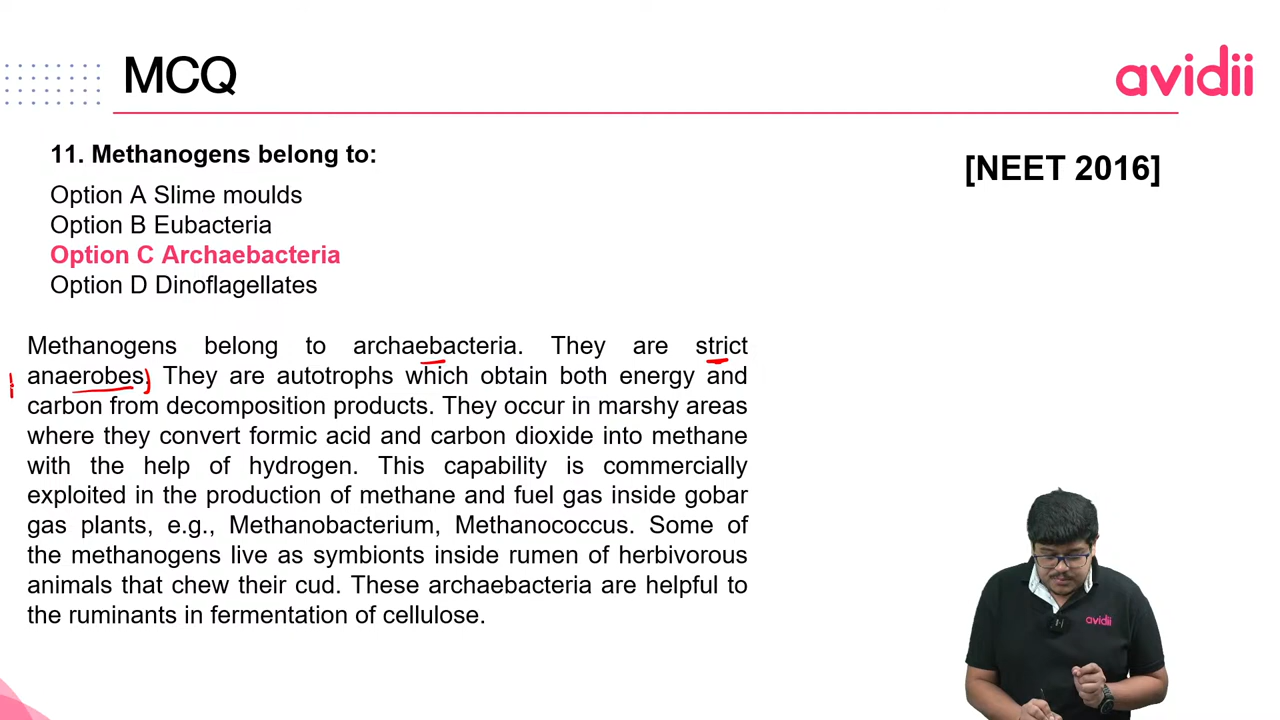 MCQ
avidii
11. Methanogens belong to:
[NEET 2016]
Option A Slime moulds
Option B Eubacteria
Option C Archaebacteria
Option D Dinoflagellates
Methanogens belong to archaebacteria. They are strict
anaerobes. They are autotrophs which obtain both energy and
carbon from decomposition products. They occur in marshy areas
where they convert formic acid and carbon dioxide into methane
with the help of hydrogen. This capability is commercially
exploited in the production of methane and fuel gas inside gobar
gas plants, e.g., Methanobacterium, Methanococcus. Some of
the methanogens live as symbionts inside rumen of herbivorous
animals that chew their cud. These archaebacteria are helpful to
the ruminants in fermentation of cellulose.
avidii